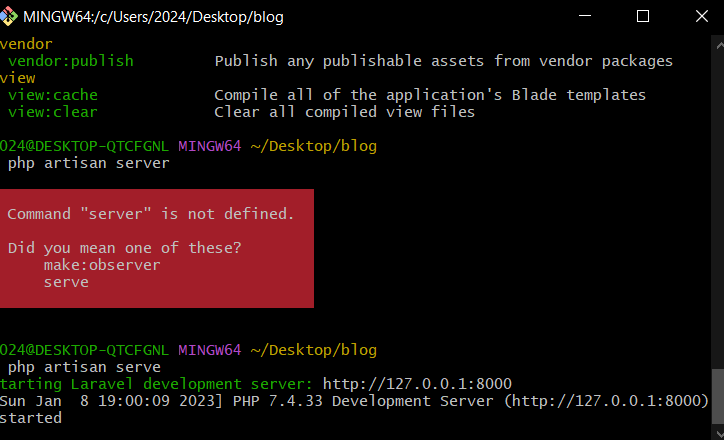 MINGW64:/c/Users/2024/Desktop/blog
vendor
vendor:publish Publish any publishable assets from vendor packages
view
view:cache Compile all of the application's Blade templates
view:clear Clear all compiled view files
024@DESKTOP-QTCFGNL MINGW64 ~/Desktop/blog
php artisan server
Command "server" is not defined.
Did you mean one of these?
make:observer
serve
024@DESKTOP-QTCFGNL MINGW64 ~/Desktop/blog
php artisan serve
tarting Laravel development server: http://127.0.0.1:8000
Sun Jan  8 19:00:09 2023] PHP 7.4.33 Development Server (http://127.0.0.1:8000)
started